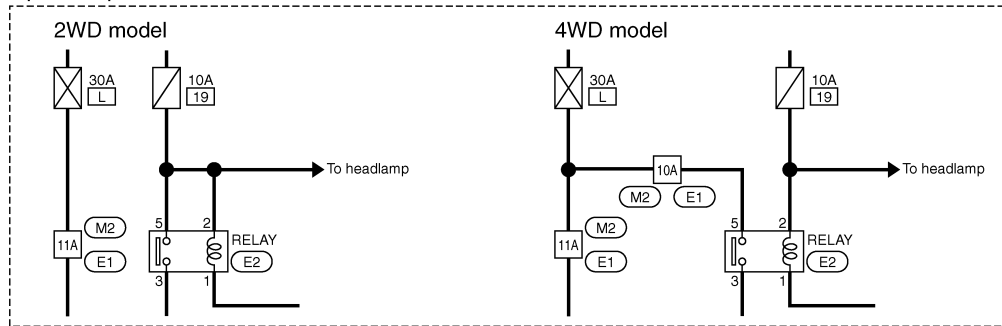 2WD model
30A
L
10A
19
To headlamp
M2
11A
E1
5
2
RELAY
E2
3
1
4WD model
30A
L
10A
19
10A
To headlamp
M2
E1
M2
11A
E1
5
2
RELAY
E2
3
1